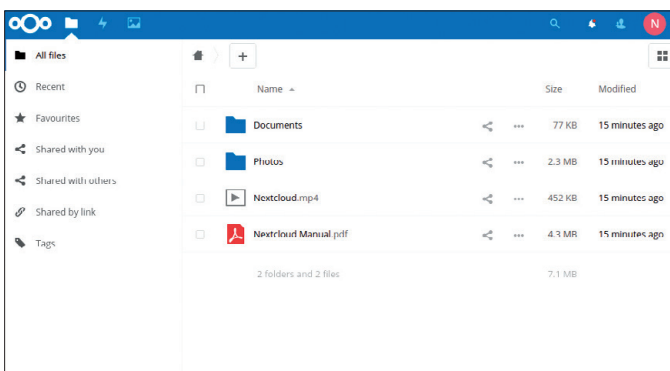 N
All files
+
Recent
Name Size Modified
Favourites
Documents 77 KB 15 minutes ago
Shared with you
Photos 2.3 MB 15 minutes ago
Shared with others
Nextcloud.mp4 452 KB 15 minutes ago
Shared by link
Nextcloud Manual.pdf 4.3 MB 15 minutes ago
Tags
2 folders and 2 files 7.1 MB